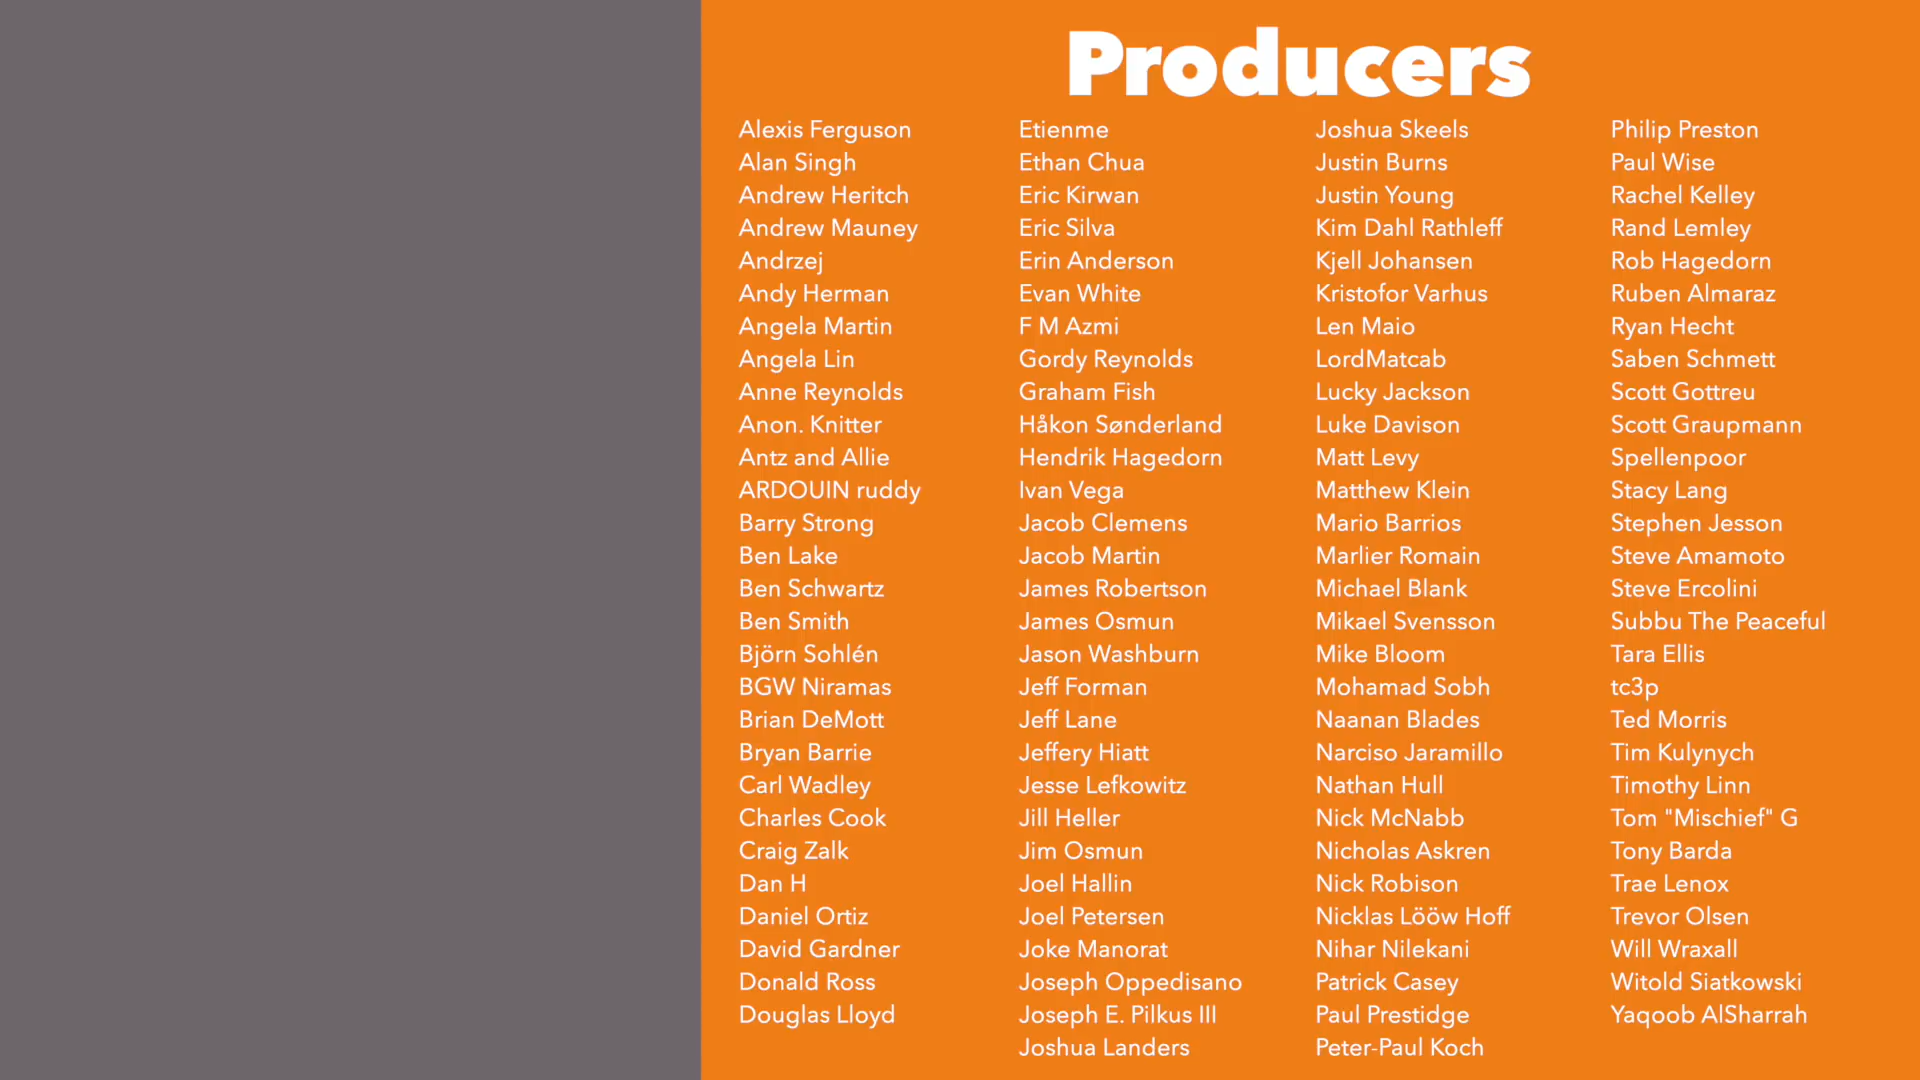 Producers
Alexis Ferguson
Alan Singh
Andrew Heritch
Andrew Mauney
Andrzej
Andy Herman
Angela Martin
Angela Lin
Anne Reynolds
Anon. Knitter
Antz and Allie
ARDOUIN ruddy
Barry Strong
Ben Lake
Ben Schwartz
Ben Smith
Björn Sohlén
BGW Niramas
Brian DeMott
Bryan Barrie
Carl Wadley
Charles Cook
Craig Zalk
Dan H
Daniel Ortiz
David Gardner
Donald Ross
Douglas Lloyd
Etienme
Ethan Chua
Eric Kirwan
Eric Silva
Erin Anderson
Evan White
F M Azmi
Gordy Reynolds
Graham Fish
Håkon Sønderland
Hendrik Hagedorn
Ivan Vega
Jacob Clemens
Jacob Martin
James Robertson
James Osmun
Jason Washburn
Jeff Forman
Jeff Lane
Jeffery Hiatt
Jesse Lefkowitz
Jill Heller
Jim Osmun
Joel Hallin
Joel Petersen
Joke Manorat
Joseph Oppedisano
Joseph E. Pilkus III
Joshua Landers
Joshua Skeels
Justin Burns
Justin Young
Kim Dahl Rathleff
Kjell Johansen
Kristofor Varhus
Len Maio
LordMatcab
Lucky Jackson
Luke Davison
Matt Levy
Matthew Klein
Mario Barrios
Marlier Romain
Michael Blank
Mikael Svensson
Mike Bloom
Mohamad Sobh
Naanan Blades
Narciso Jaramillo
Nathan Hull
Nick McNabb
Nicholas Askren
Nick Robison
Nicklas Lööw Hoff
Nihar Nilekani
Patrick Casey
Paul Prestidge
Peter-Paul Koch
Philip Preston
Paul Wise
Rachel Kelley
Rand Lemley
Rob Hagedorn
Ruben Almaraz
Ryan Hecht
Saben Schmett
Scott Gottreu
Scott Graupmann
Spellenpoor
Stacy Lang
Stephen Jesson
Steve Amamoto
Steve Ercolini
Subbu The Peaceful
Tara Ellis
tc3p
Ted Morris
Tim Kulynych
Timothy Linn
Tom "Mischief" G
Tony Barda
Trae Lenox
Trevor Olsen
Will Wraxall
Witold Siatkowski
Yaqoob AlSharrah